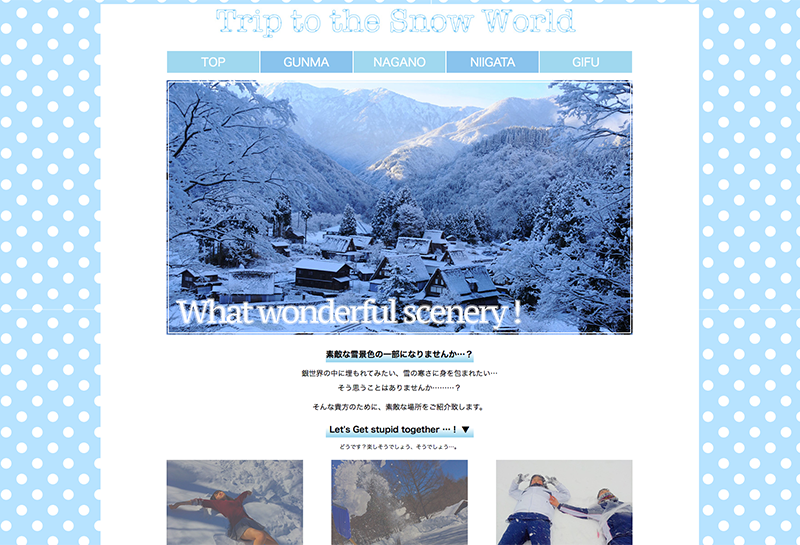 Trip to the Snow World
TOP GUNMA NAGANO NIIGATA GIFU
What wonderful scenery !
素敵な雪景色の一部になりませんか…？
銀世界の中に埋もれてみたい、雪の寒さに身を包まれたい…
そう思うことはありませんか………？
そんな貴方のために、素敵な場所をご紹介致します。
Let's Get stupid together …！ ▼
どうです？楽しそうでしょう、そうでしょう…。